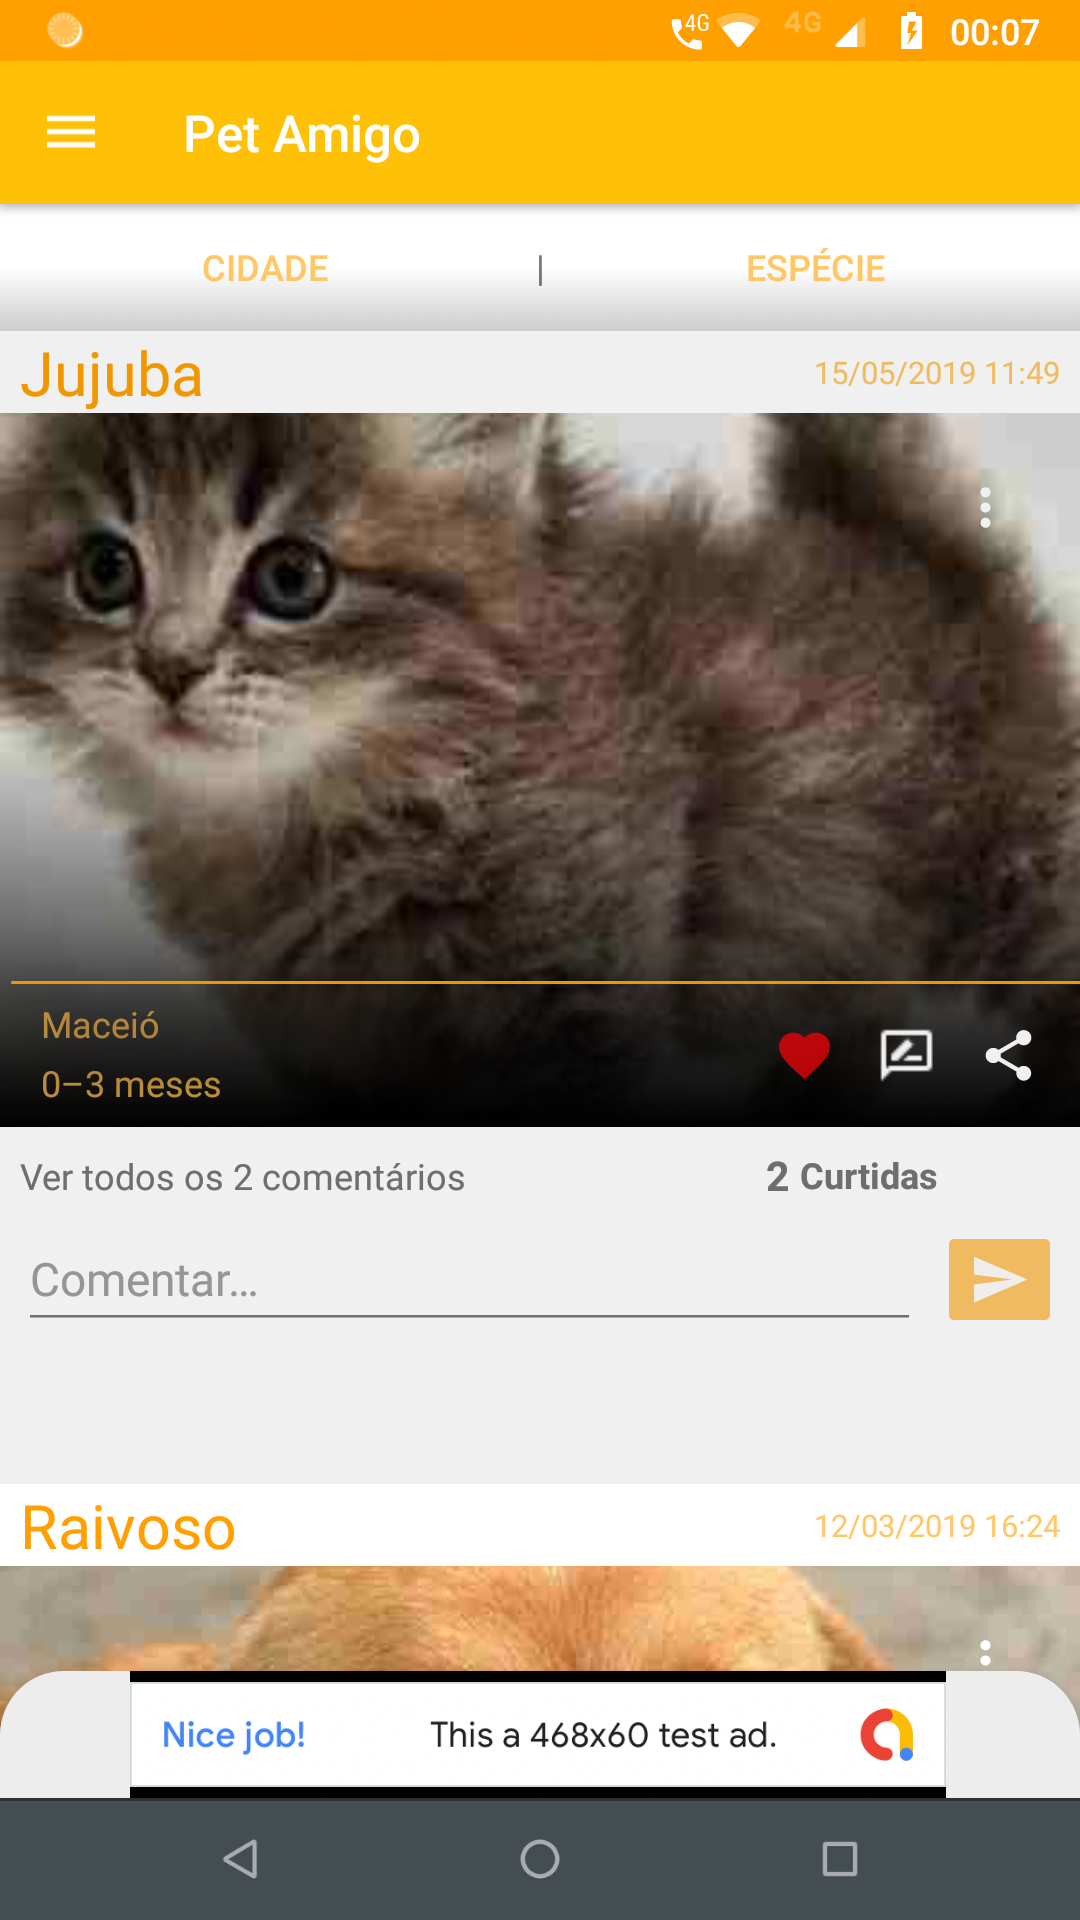 4G 4G 00:07
Pet Amigo
CIDADE | ESPÉCIE
Jujuba 15/05/2019 11:49
Maceió
0–3 meses
Ver todos os 2 comentários 2 Curtidas
Comentar...
Raivoso 12/03/2019 16:24
Nice job! This a 468x60 test ad.